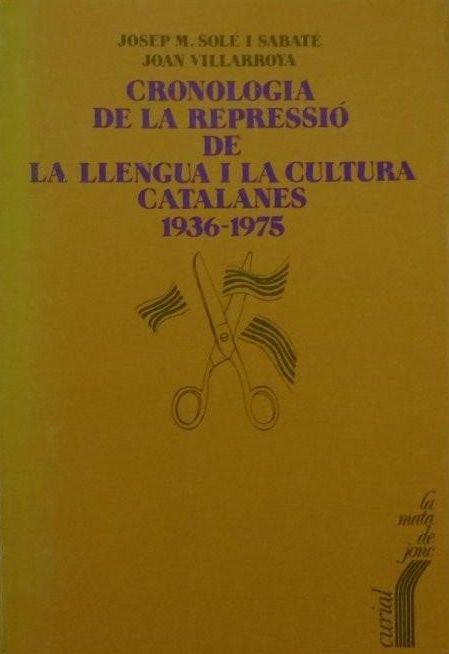 JOSEP M. SOLÉ I SABATÉ
JOAN VILLARROYA
CRONOLOGIA
DE LA REPRESSIÓ
DE
LA LLENGUA I LA CULTURA
CATALANES
1936-1975
la
mata
de
jonc
curial